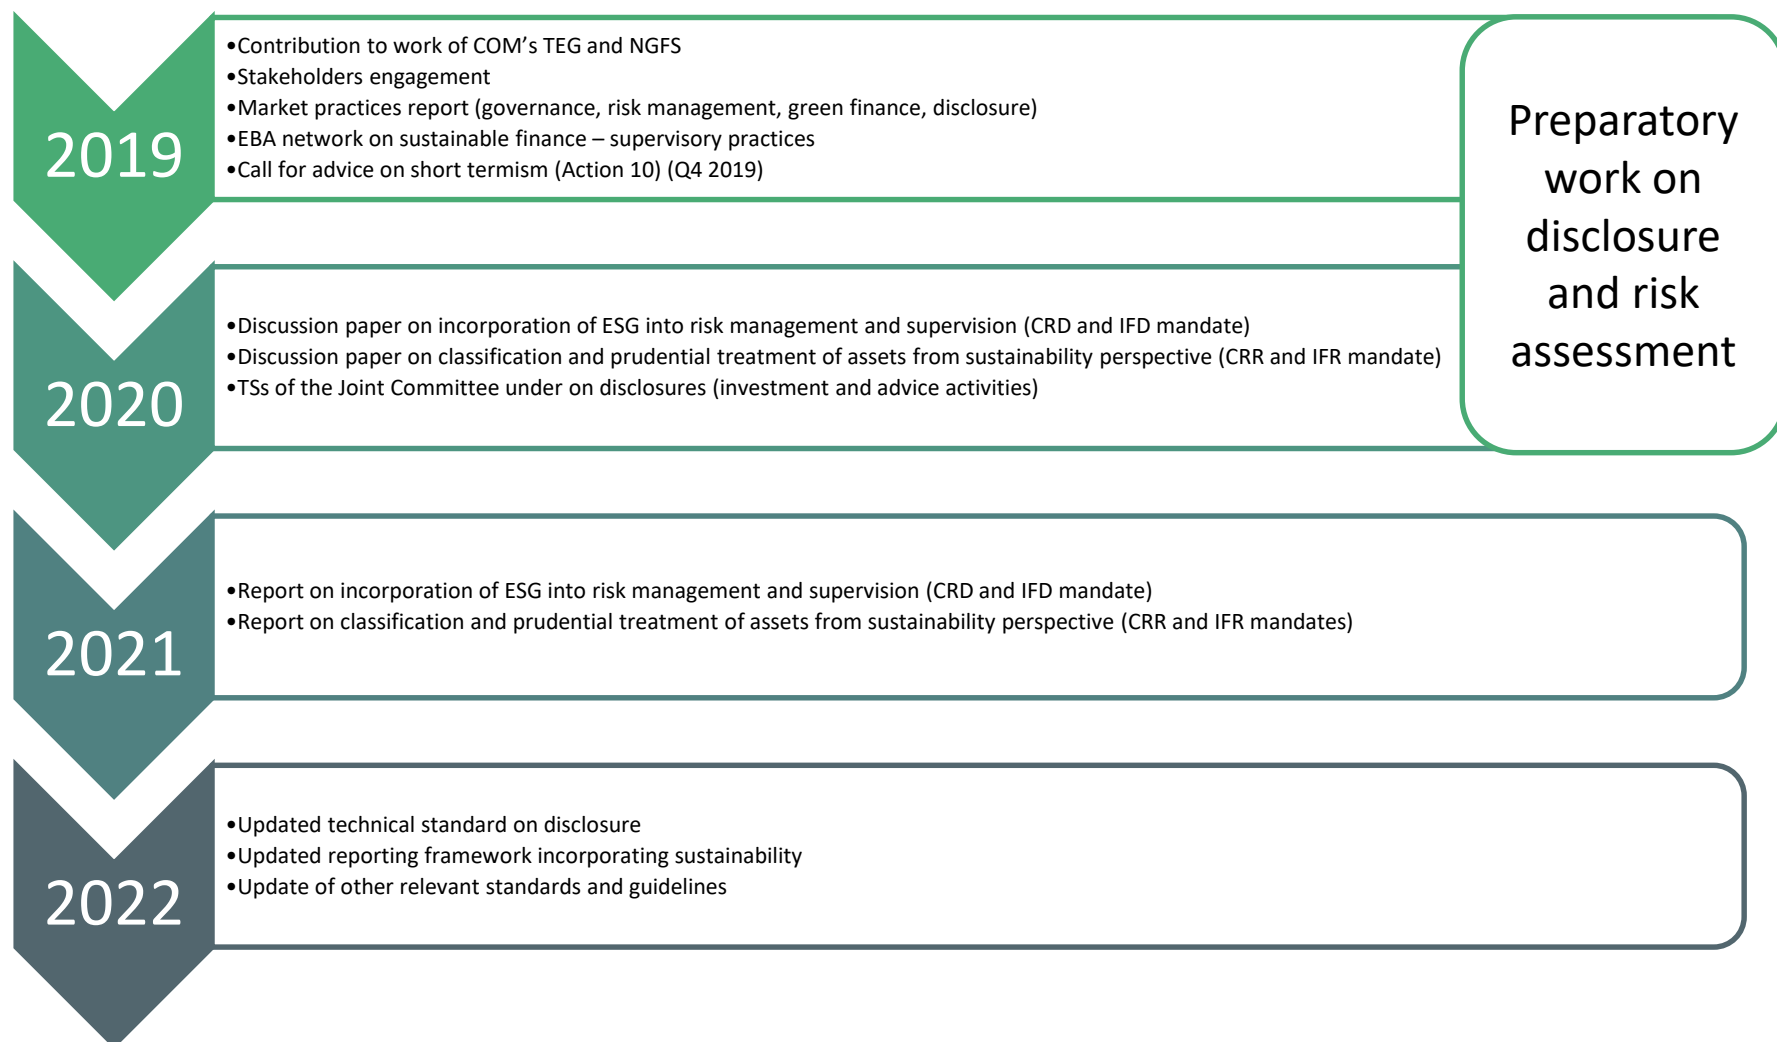 2019
•Contribution to work of COM’s TEG and NGFS
•Stakeholders engagement
•Market practices report (governance, risk management, green finance, disclosure)
•EBA network on sustainable finance – supervisory practices
•Call for advice on short termism (Action 10) (Q4 2019)
Preparatory
work on
disclosure
and risk
assessment
2020
•Discussion paper on incorporation of ESG into risk management and supervision (CRD and IFD mandate)
•Discussion paper on classification and prudential treatment of assets from sustainability perspective (CRR and IFR mandate)
•TSs of the Joint Committee under on disclosures (investment and advice activities)
2021
•Report on incorporation of ESG into risk management and supervision (CRD and IFD mandate)
•Report on classification and prudential treatment of assets from sustainability perspective (CRR and IFR mandates)
2022
•Updated technical standard on disclosure
•Updated reporting framework incorporating sustainability
•Update of other relevant standards and guidelines